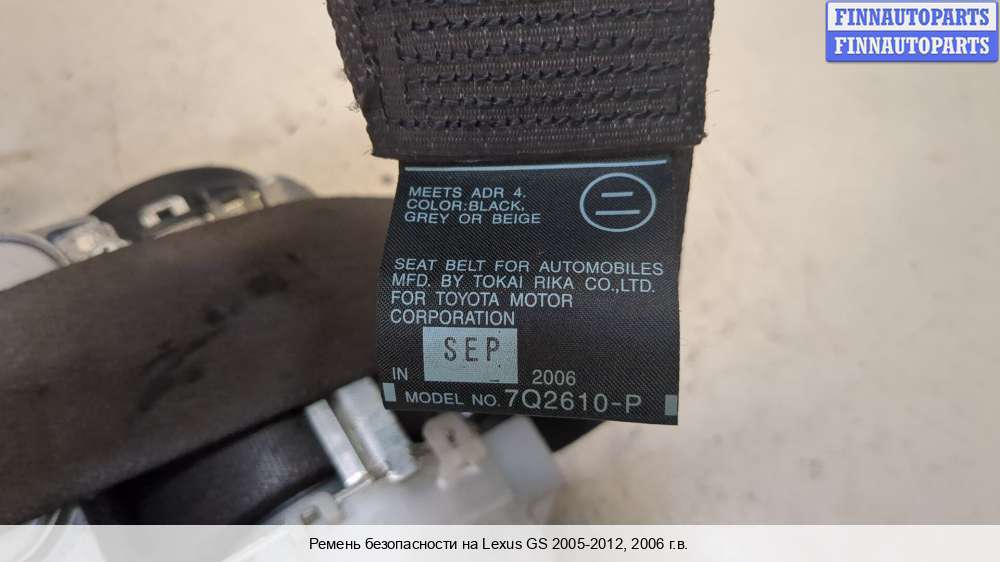 FINNAUTOPARTS
FINNAUTOPARTS
MEETS ADR 4.
COLOR:BLACK,
GREY OR BEIGE
SEAT BELT FOR AUTOMOBILES
MFD. BY TOKAI RIKA CO.,LTD.
FOR TOYOTA MOTOR
CORPORATION
IN SEP 2006
MODEL NO. 7Q2610-P
Ремень безопасности на Lexus GS 2005-2012, 2006 г.в.